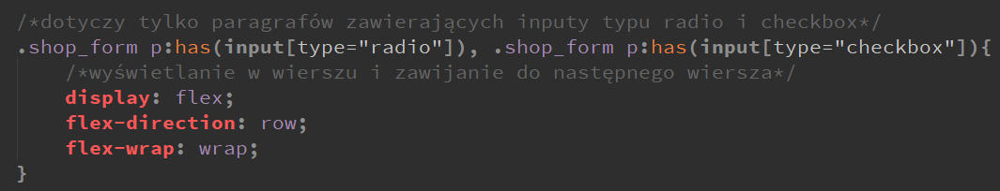 /*dotyczy tylko paragrafów zawierających inputy typu radio i checkbox*/
.shop_form p:has(input[type="radio"]), .shop_form p:has(input[type="checkbox"]){
/*wyświetlanie w wierszu i zawijanie do następnego wiersza*/
display: flex;
flex-direction: row;
flex-wrap: wrap;
}